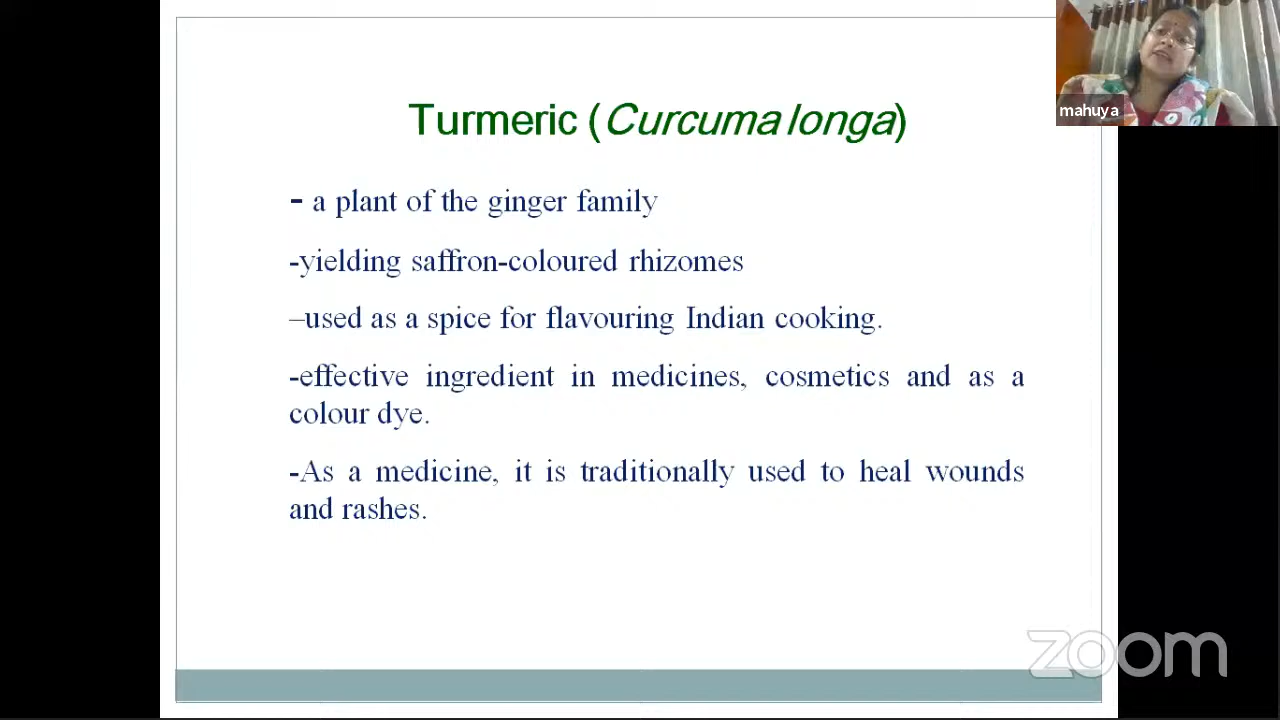 mahuya
Turmeric (Curcuma longa)
- a plant of the ginger family
-yielding saffron-coloured rhizomes
–used as a spice for flavouring Indian cooking.
-effective ingredient in medicines, cosmetics and as a
colour dye.
-As a medicine, it is traditionally used to heal wounds
and rashes.
zoom